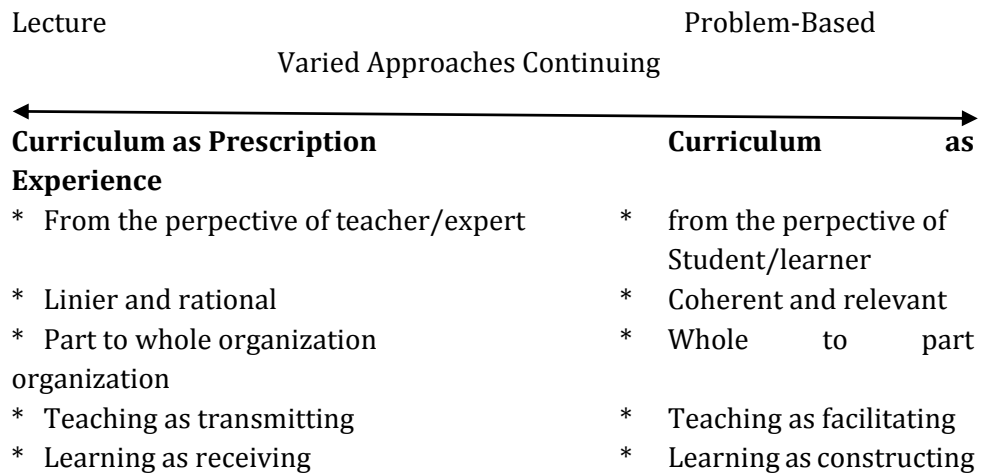 Lecture Problem-Based
Varied Approaches Continuing
Curriculum as Prescription Curriculum as
Experience
* From the perpective of teacher/expert * from the perpective of
Student/learner
* Linier and rational * Coherent and relevant
* Part to whole organization * Whole to part
organization
* Teaching as transmitting * Teaching as facilitating
* Learning as receiving * Learning as constructing